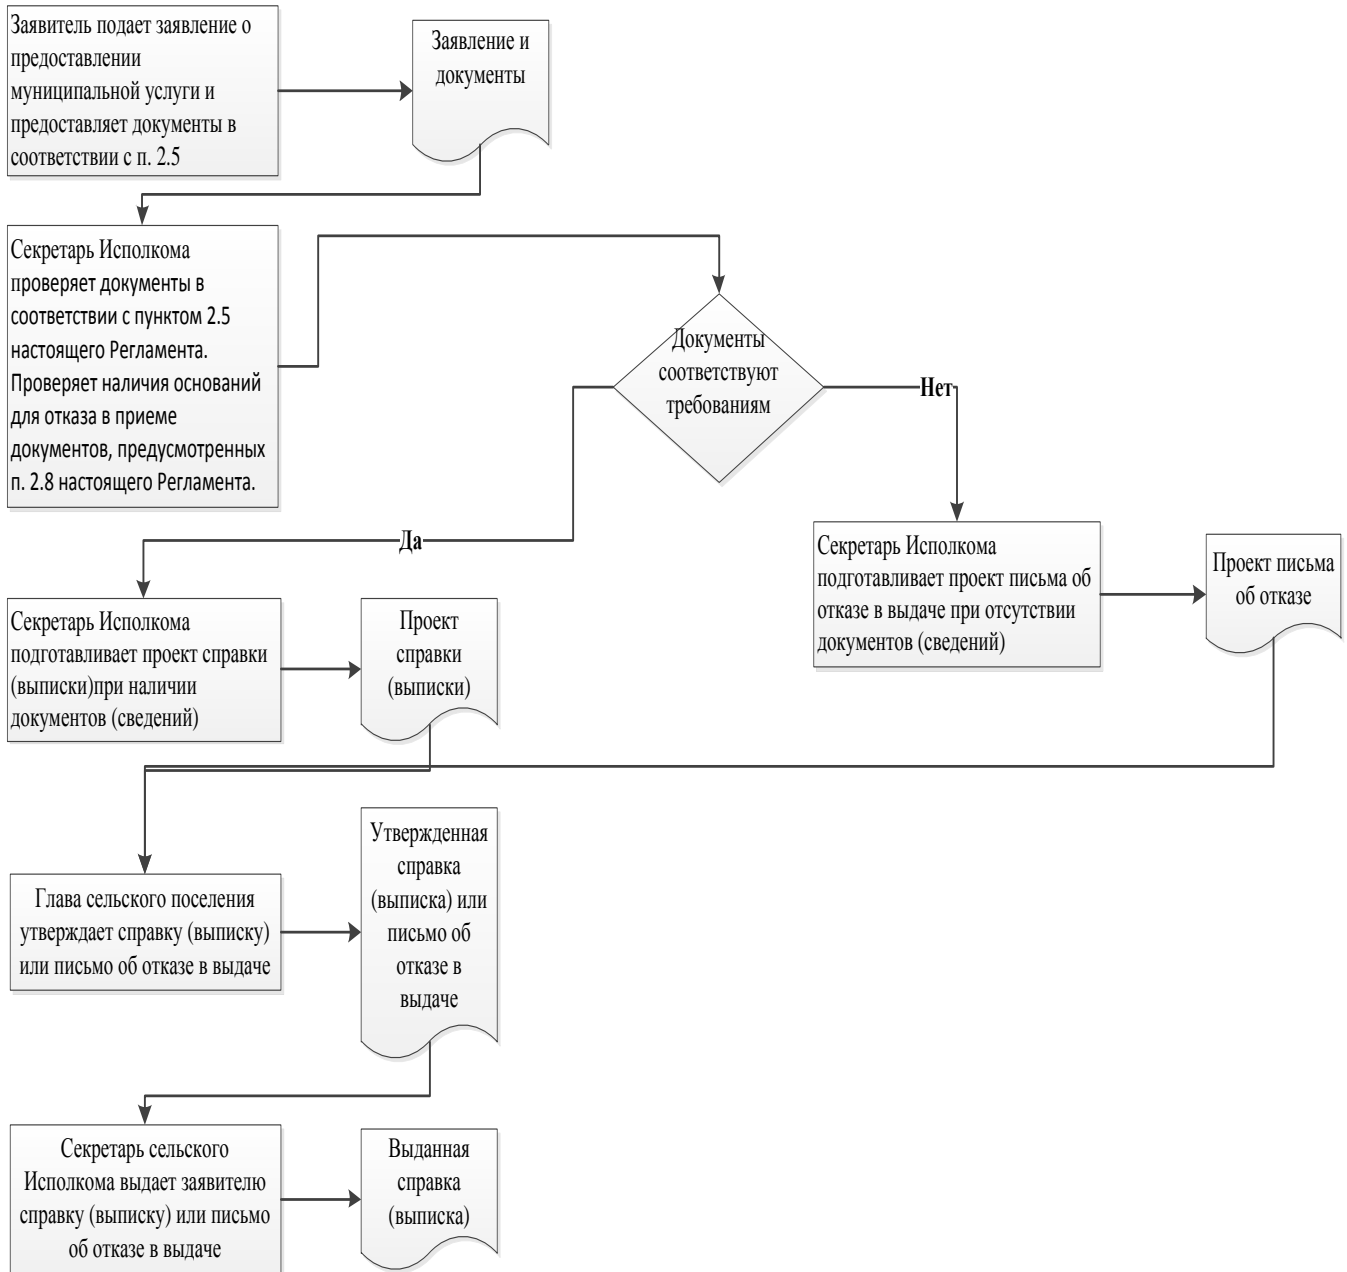 Заявитель подает заявление о
предоставлении
муниципальной услуги и
предоставляет документы в
соответствии с п. 2.5
Заявление и
документы
Секретарь Исполкома
проверяет документы в
соответствии с пунктом 2.5
настоящего Регламента.
Проверяет наличия оснований
для отказа в приеме
документов, предусмотренных
п. 2.8 настоящего Регламента.
Документы
соответствуют
требованиям
Нет
Да
Секретарь Исполкома
подготавливает проект письма об
отказе в выдаче при отсутствии
документов (сведений)
Проект письма
об отказе
Секретарь Исполкома
подготавливает проект справки
(выписки)при наличии
документов (сведений)
Проект
справки
(выписки)
Глава сельского поселения
утверждает справку (выписку)
или письмо об отказе в выдаче
Утвержденная
справка
(выписка) или
письмо об
отказе в
выдаче
Секретарь сельского
Исполкома выдает заявителю
справку (выписку) или письмо
об отказе в выдаче
Выданная
справка
(выписка)